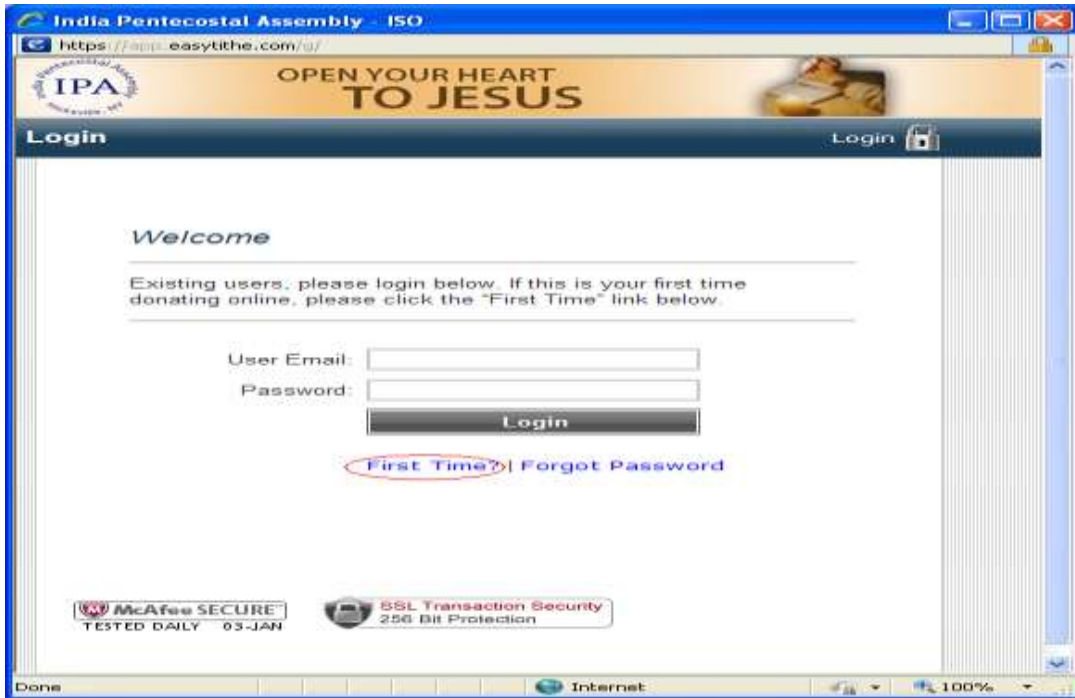 India Pentecostal Assembly - ISO
https://app.easytithe.com/g/
IPA
OPEN YOUR HEART
TO JESUS
Login
Login
Welcome
Existing users, please login below. If this is your first time
donating online, please click the "First Time" link below.
User Email:
Password:
Login
First Time? | Forgot Password
McAfee SECURE™
TESTED DAILY 03-JAN
SSL Transaction Security
256 Bit Protection
Done
Internet
100%